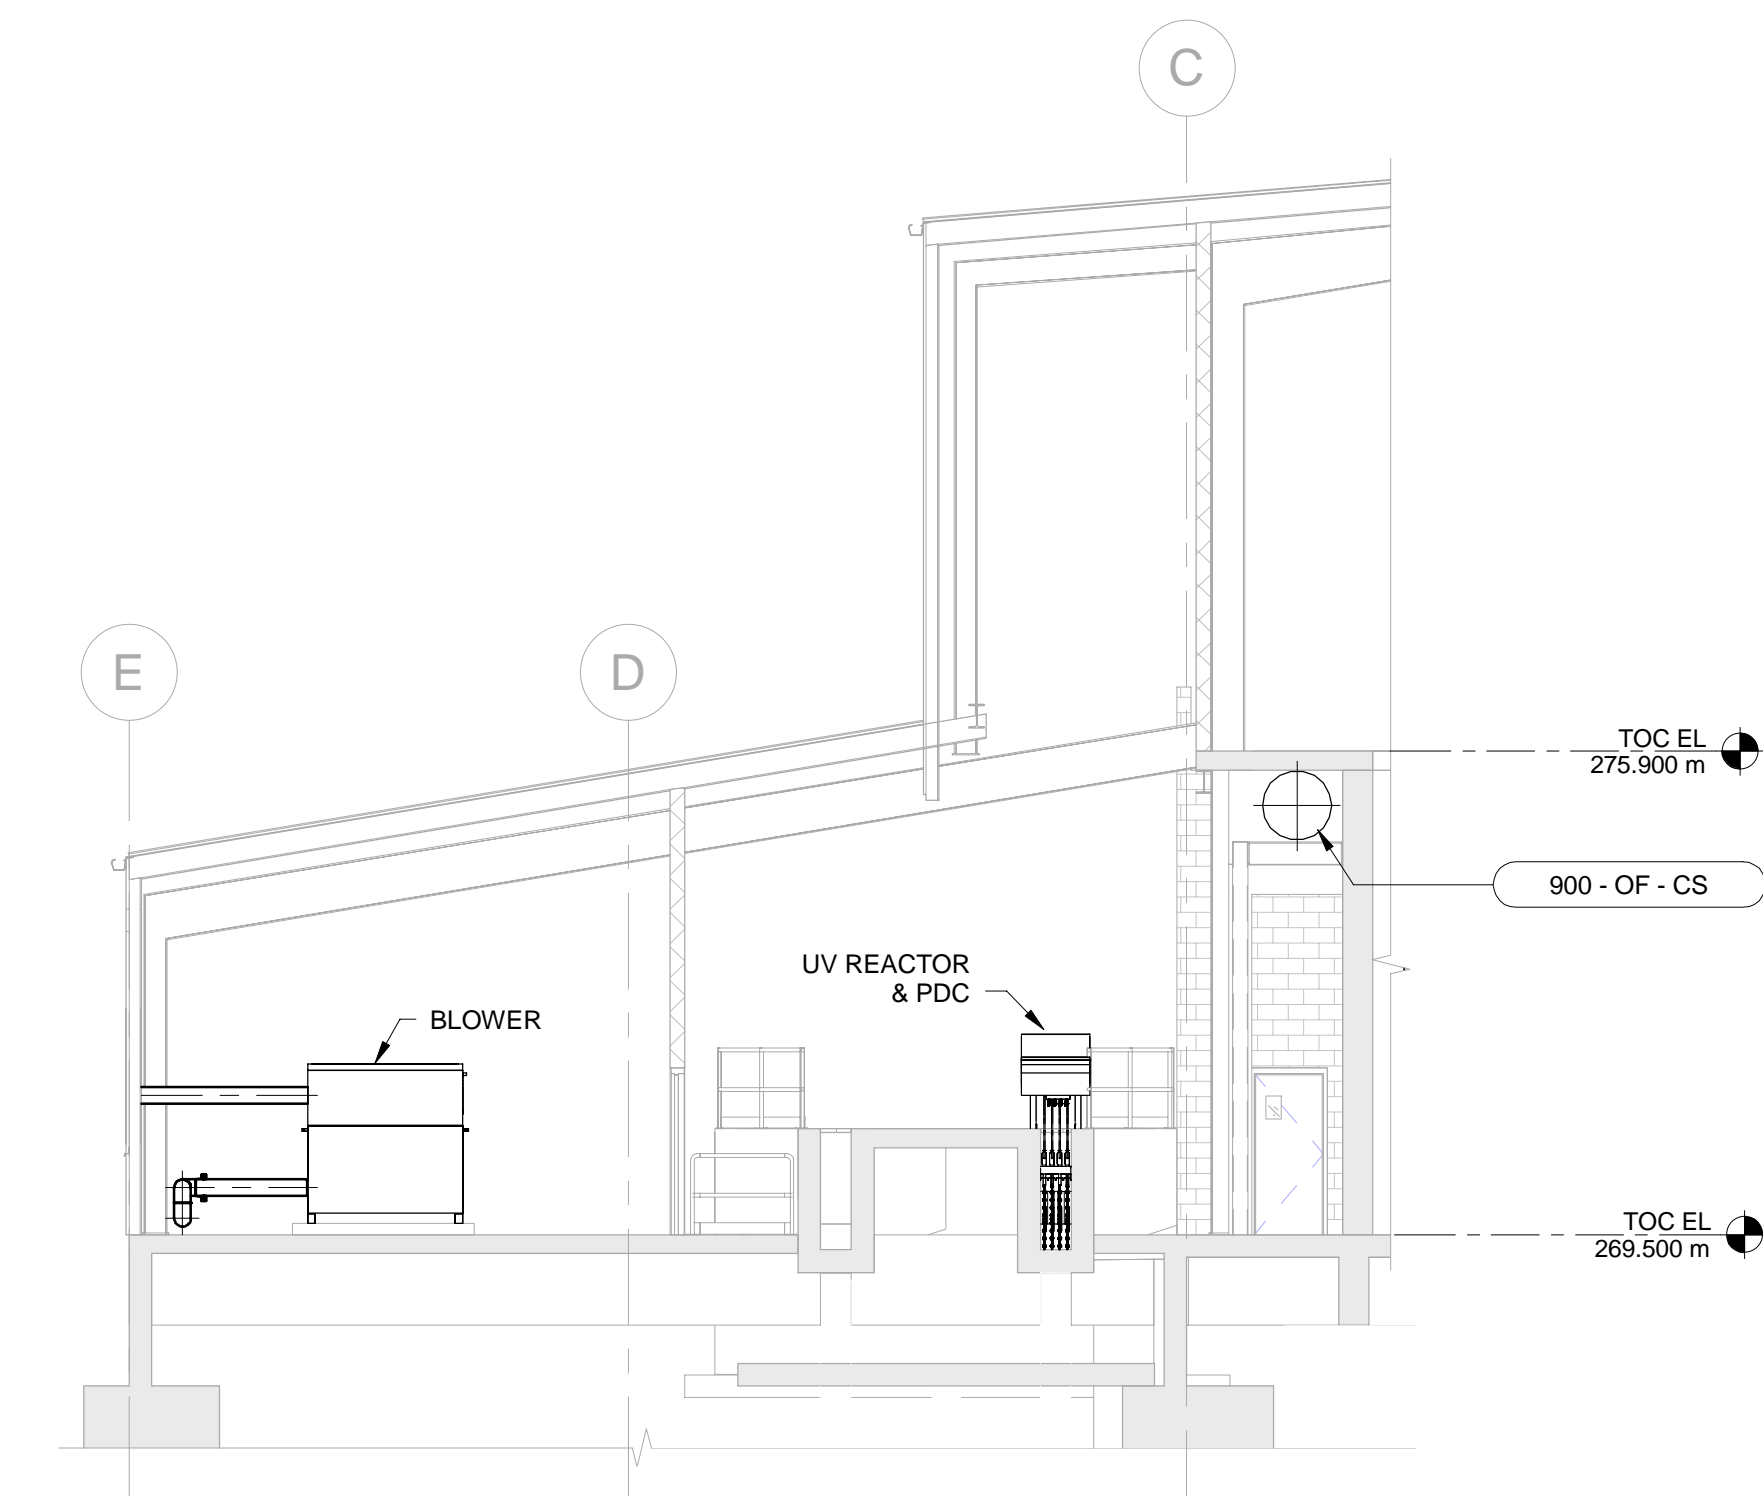 C
E
D
TOC EL
275.900 m
900 - OF - CS
UV REACTOR
& PDC
BLOWER
TOC EL
269.500 m